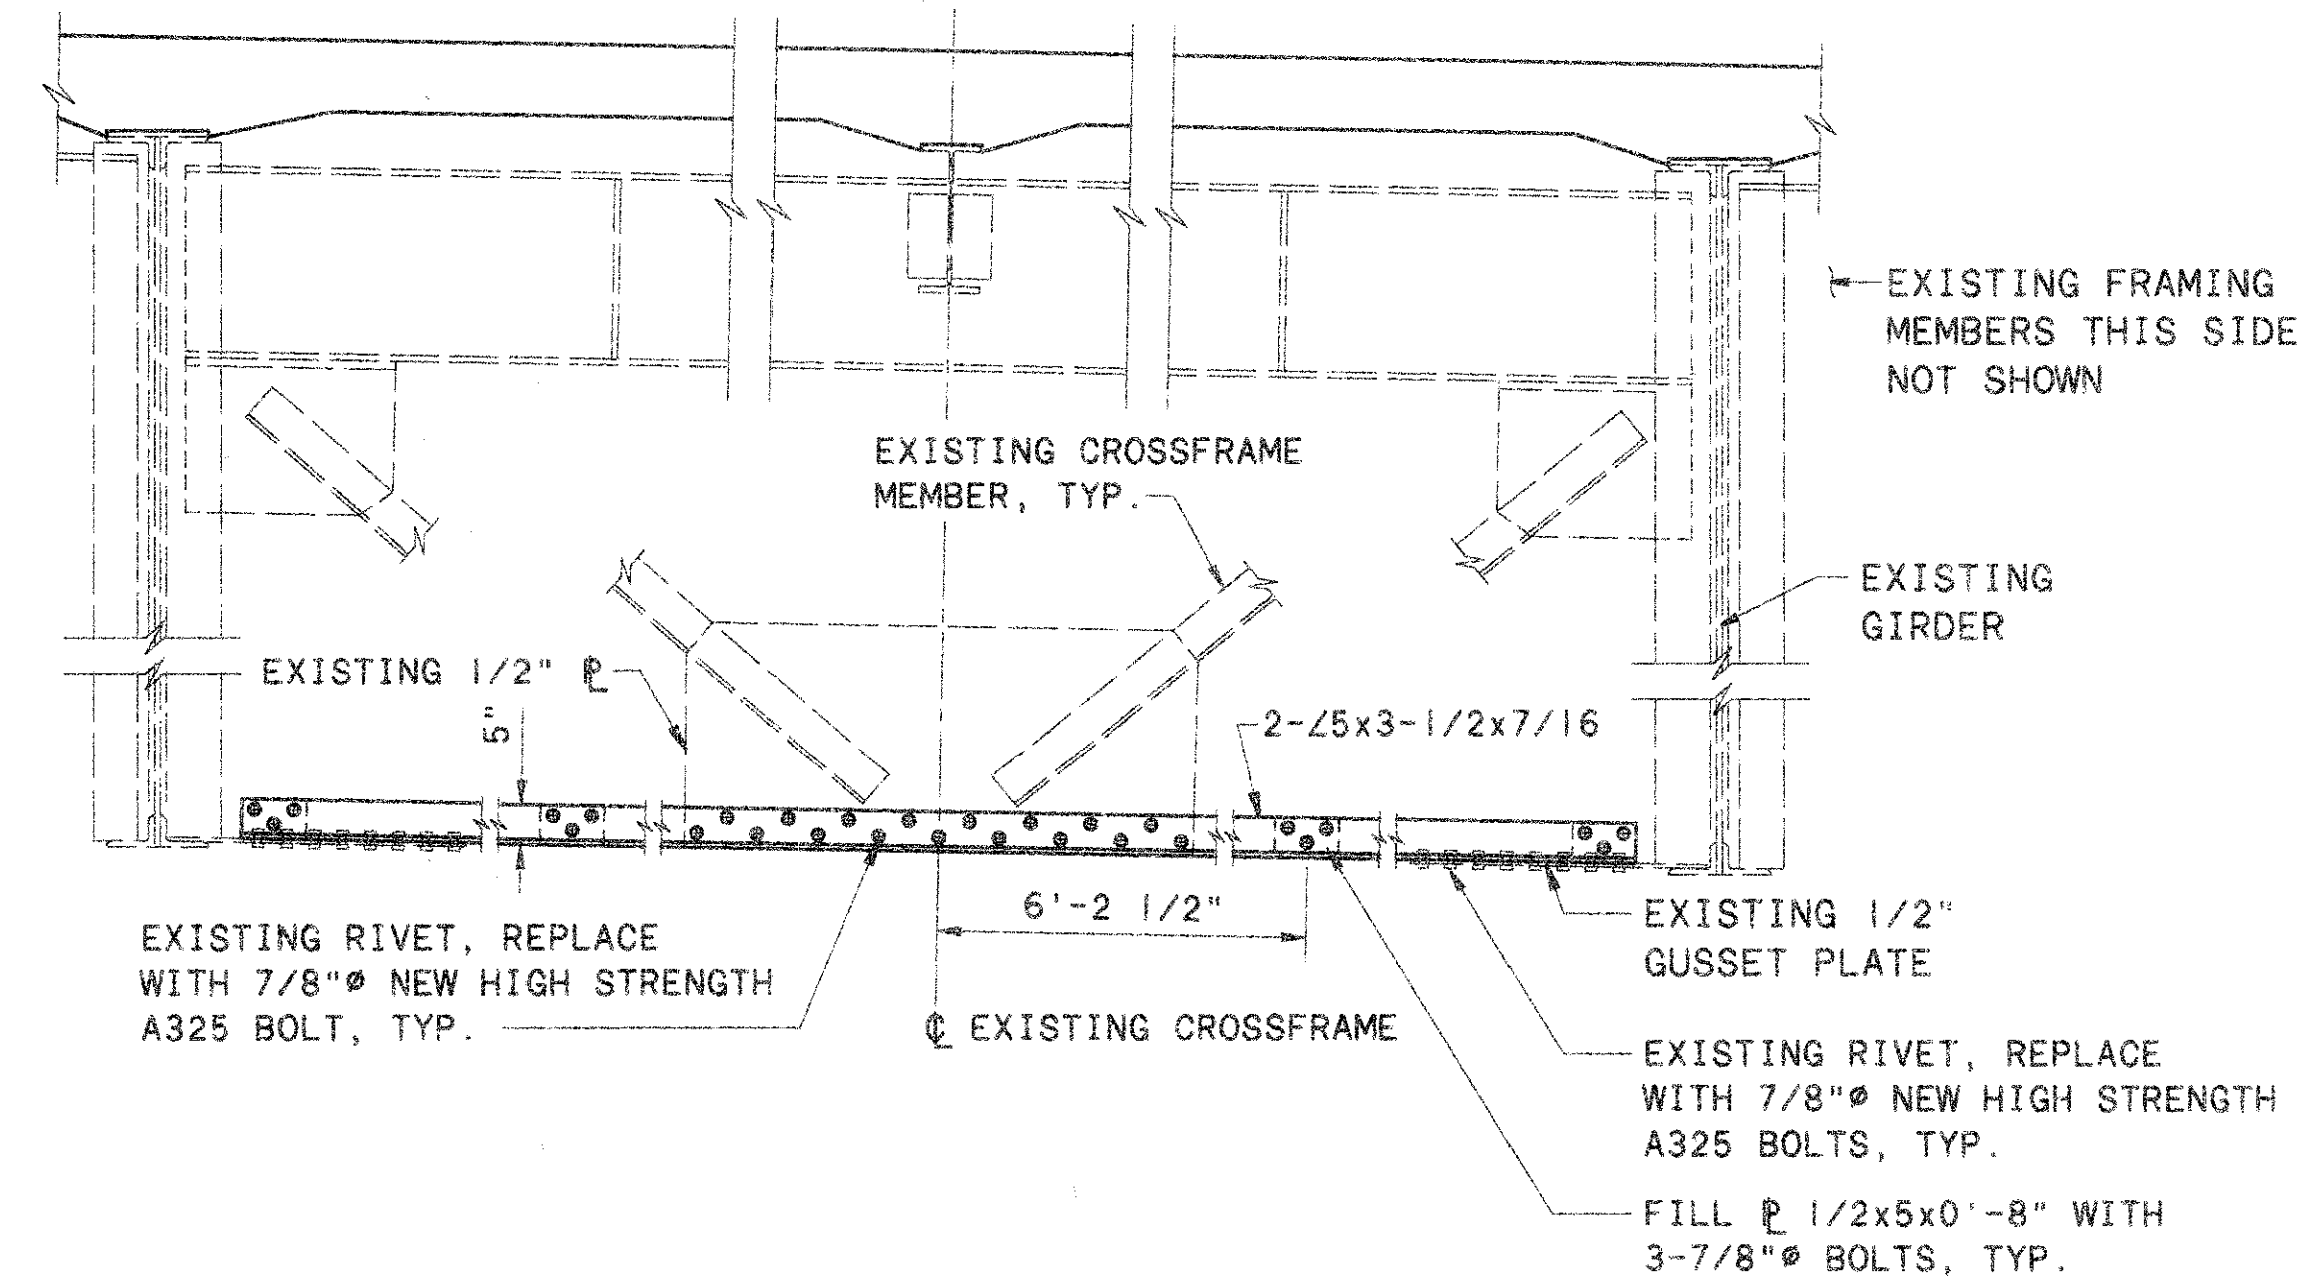 EXISTING FRAMING
MEMBERS THIS SIDE
NOT SHOWN
EXISTING CROSSFRAME
MEMBER, TYP.
EXISTING
GIRDER
EXISTING 1/2" ⅊
5"
2-∠5x3-1/2x7/16
6'-2 1/2"
EXISTING RIVET, REPLACE
WITH 7/8"ø NEW HIGH STRENGTH
A325 BOLT, TYP.
℄ EXISTING CROSSFRAME
EXISTING 1/2"
GUSSET PLATE
EXISTING RIVET, REPLACE
WITH 7/8"ø NEW HIGH STRENGTH
A325 BOLTS, TYP.
FILL ⅊ 1/2x5x0'-8" WITH
3-7/8"ø BOLTS, TYP.